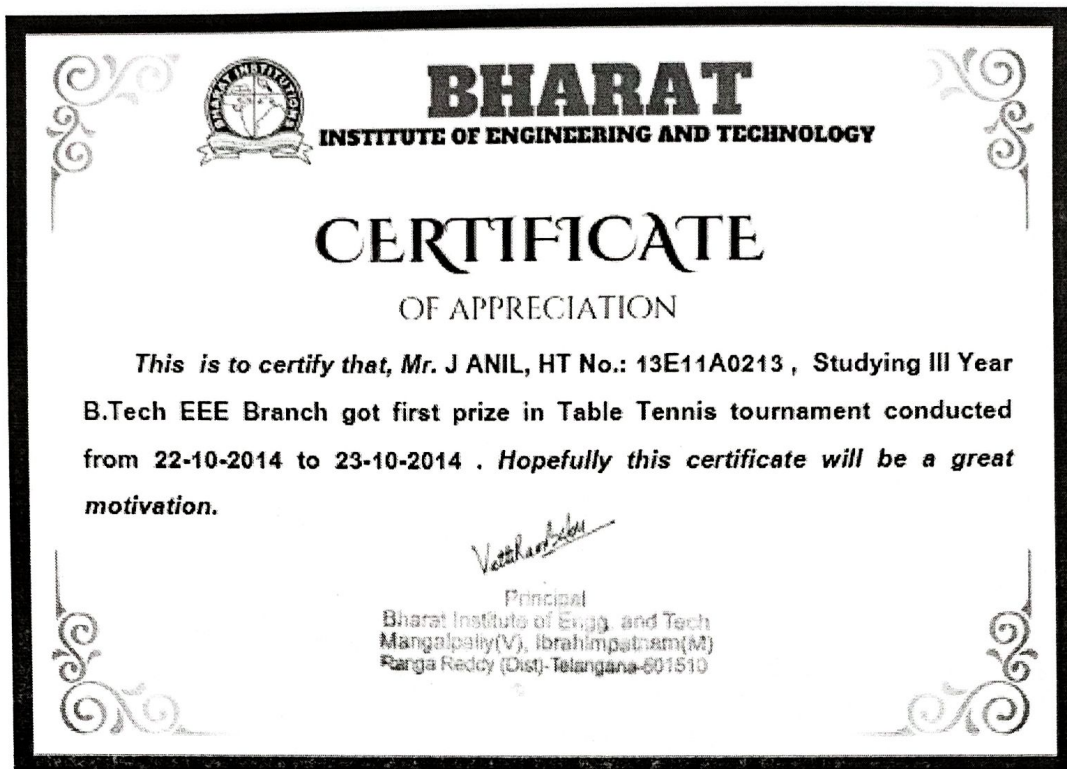 BHARAT INSTITUTIONS
BHARAT
INSTITUTE OF ENGINEERING AND TECHNOLOGY
CERTIFICATE
OF APPRECIATION
This is to certify that, Mr. J ANIL, HT No.: 13E11A0213 , Studying III Year
B.Tech EEE Branch got first prize in Table Tennis tournament conducted
from 22-10-2014 to 23-10-2014 . Hopefully this certificate will be a great
motivation.
Principal
Bharat Institute of Engg. and Tech
Mangalpally(V), Ibrahimpatnam(M)
Ranga Reddy (Dist)-Telangana-501510